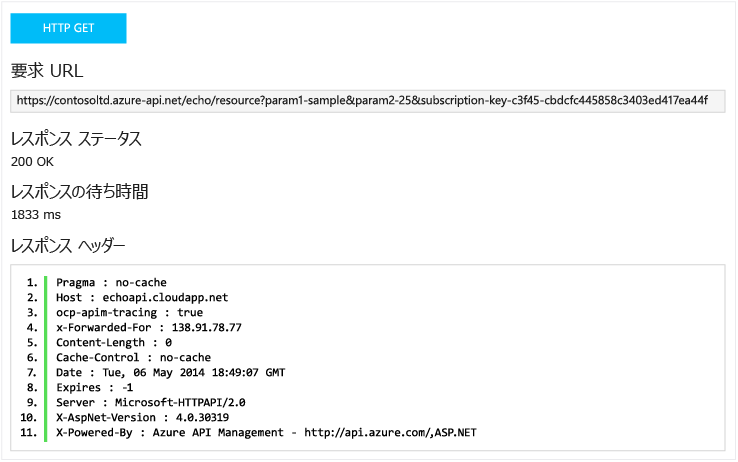 HTTP GET
要求 URL
https://contosoltd.azure-api.net/echo/resource?param1-sample&param2-25&subscription-key-c3f45-cbdcfc445858c3403ed417ea44f
レスポンス ステータス
200 OK
レスポンスの待ち時間
1833 ms
レスポンス ヘッダー
1. Pragma : no-cache
2. Host : echoapi.cloudapp.net
3. ocp-apim-tracing : true
4. x-Forwarded-For : 138.91.78.77
5. Content-Length : 0
6. Cache-Control : no-cache
7. Date : Tue, 06 May 2014 18:49:07 GMT
8. Expires : -1
9. Server : Microsoft-HTTPAPI/2.0
10. X-AspNet-Version : 4.0.30319
11. X-Powered-By : Azure API Management - http://api.azure.com/,ASP.NET